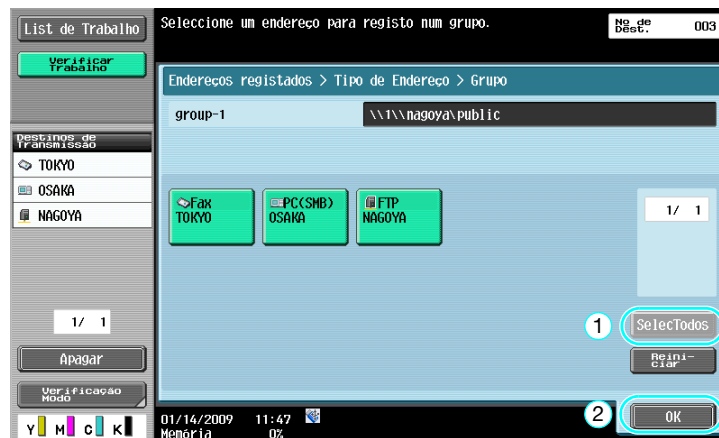 List de Trabalho
Seleccione um endereço para registo num grupo.
Nº de Dest. 003
Verificar Trabalho
Endereços registados > Tipo de Endereço > Grupo
group-1
\\1\\nagoya\public
Destinos de Transmissão
TOKYO
OSAKA
NAGOYA
Fax
TOKYO
PC(SMB)
OSAKA
FTP
NAGOYA
1/ 1
1/ 1
1
SelecTodos
Apagar
Reini-
ciar
Verificação
Modo
2
OK
Y M C K
01/14/2009 11:47
Memória 0%